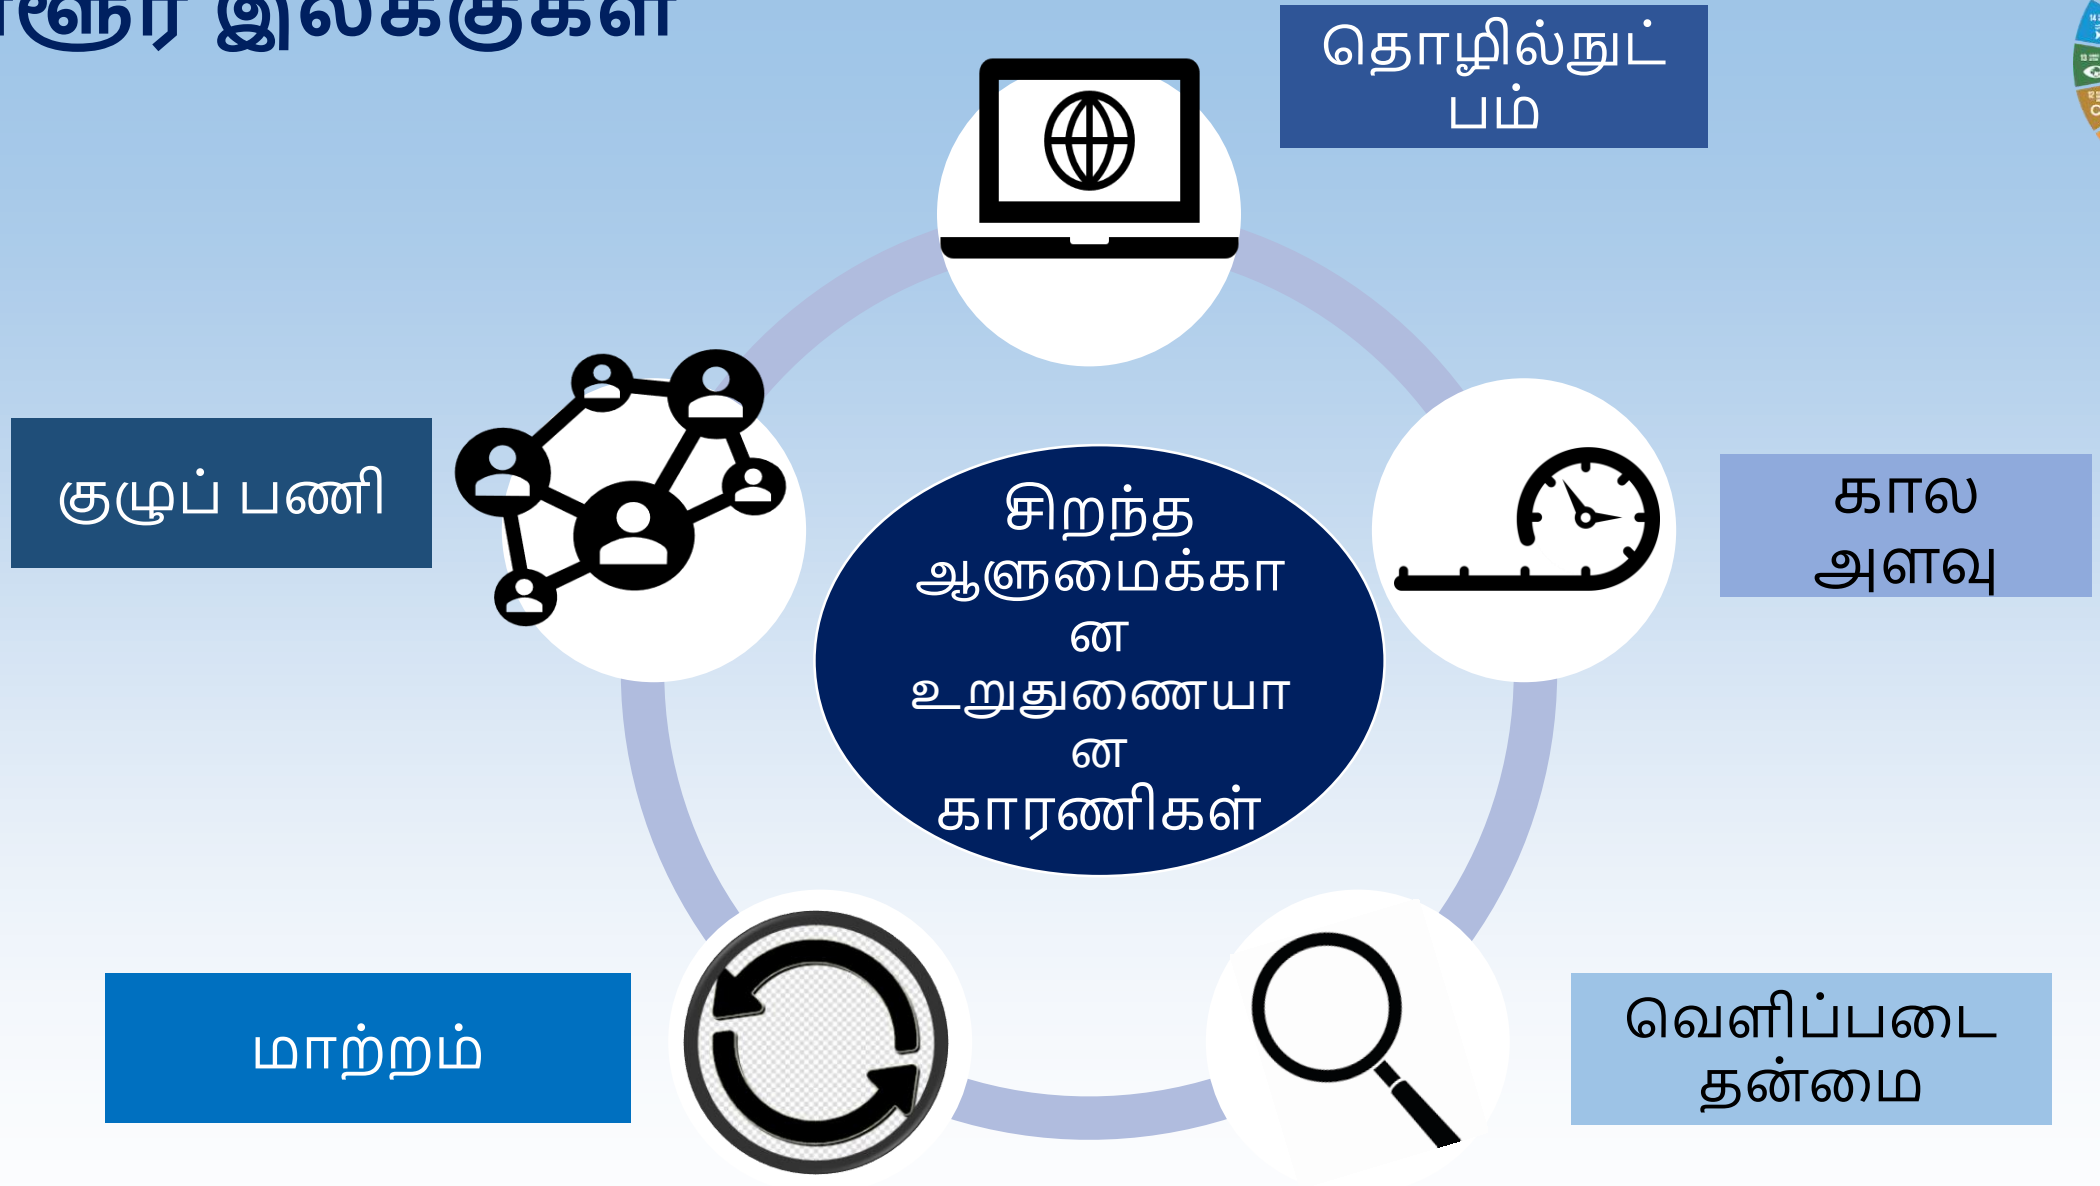 இலக்குகள்
தொழில்நுட்
பம்
குழுப் பணி
சிறந்த
ஆளுமைக்கா
ன
உறுதுணையா
ன
காரணிகள்
கால
அளவு
மாற்றம்
வெளிப்படை
தன்மை